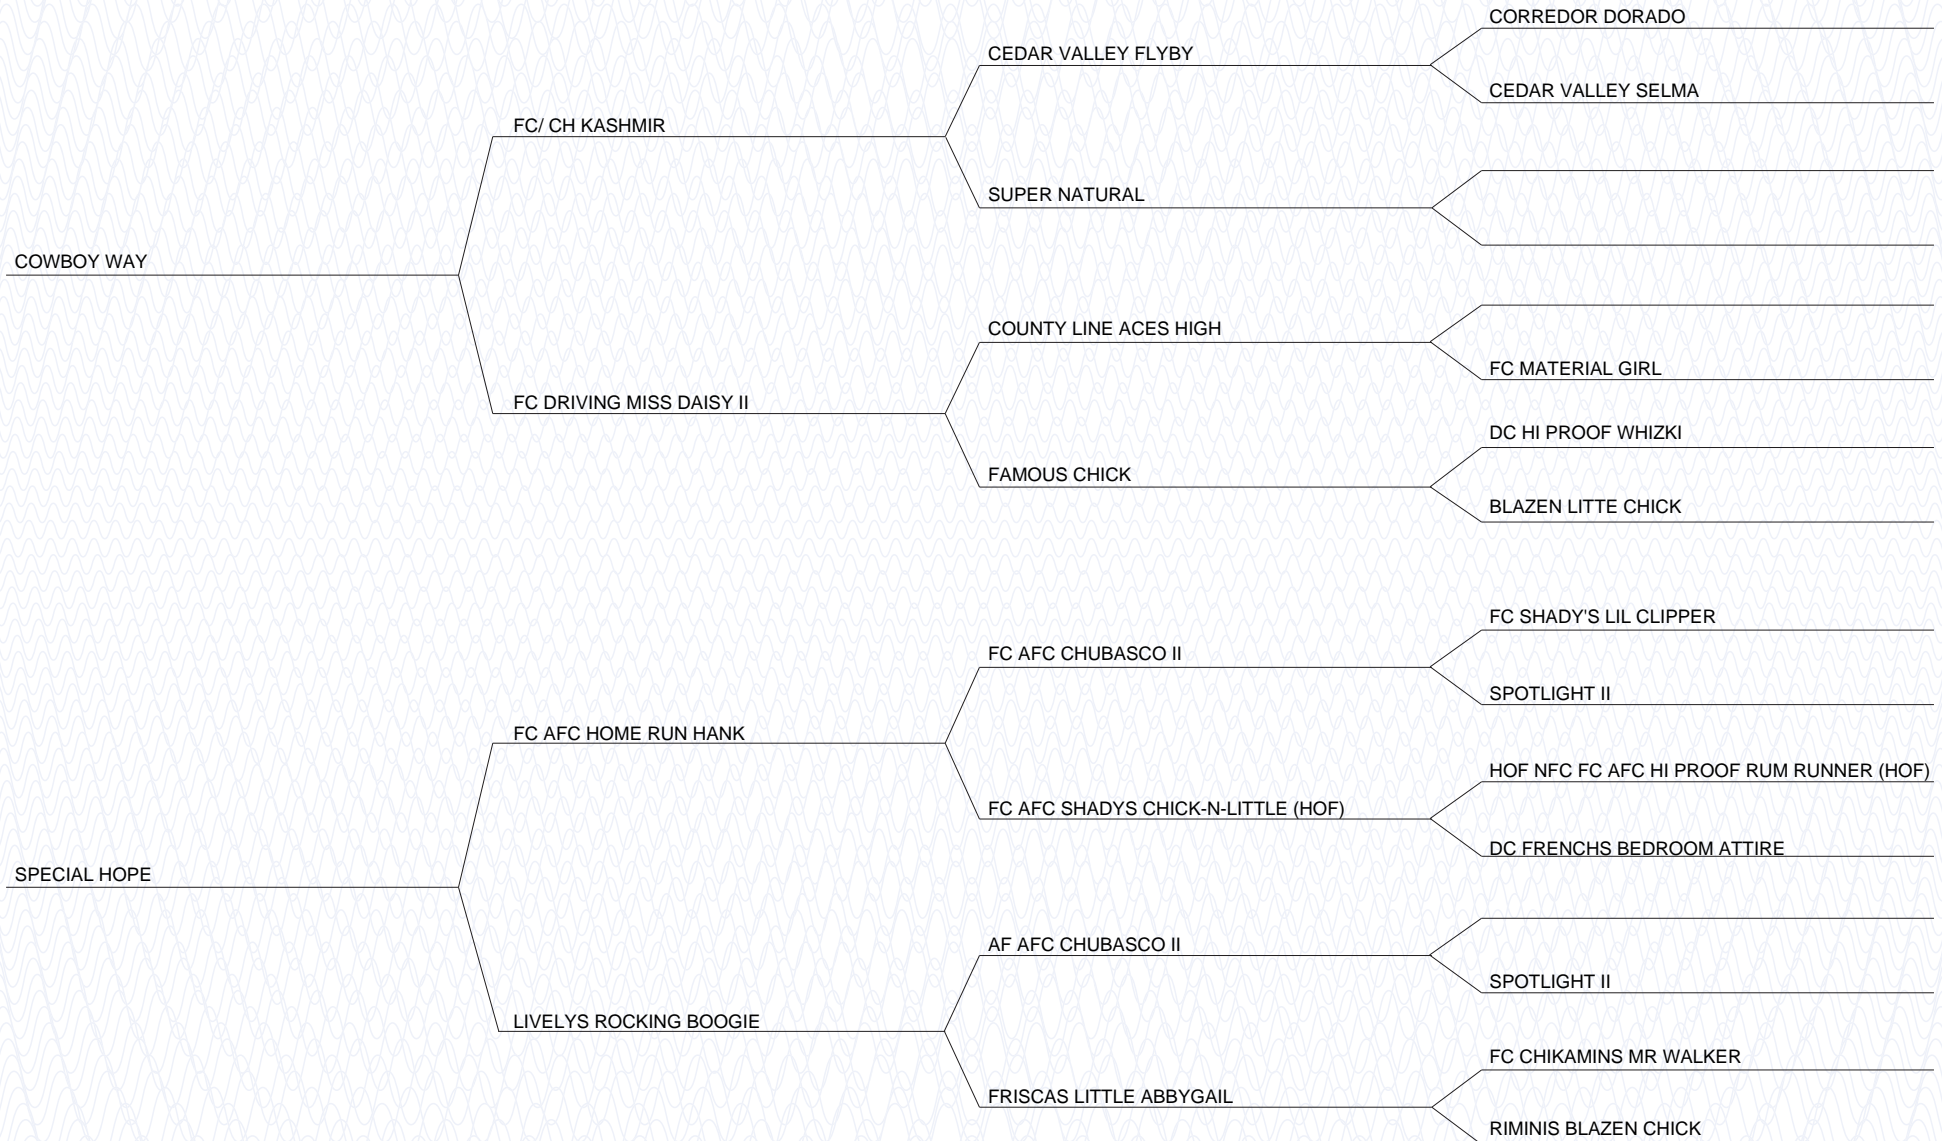 CORREDOR DORADO
CEDAR VALLEY FLYBY
CEDAR VALLEY SELMA
FC/ CH KASHMIR
SUPER NATURAL
COWBOY WAY
COUNTY LINE ACES HIGH
FC MATERIAL GIRL
FC DRIVING MISS DAISY II
DC HI PROOF WHIZKI
FAMOUS CHICK
BLAZEN LITTE CHICK
FC SHADY'S LIL CLIPPER
FC AFC CHUBASCO II
SPOTLIGHT II
FC AFC HOME RUN HANK
HOF NFC FC AFC HI PROOF RUM RUNNER (HOF)
FC AFC SHADYS CHICK-N-LITTLE (HOF)
DC FRENCHS BEDROOM ATTIRE
SPECIAL HOPE
AF AFC CHUBASCO II
SPOTLIGHT II
LIVELYS ROCKING BOOGIE
FC CHIKAMINS MR WALKER
FRISCAS LITTLE ABBYGAIL
RIMINIS BLAZEN CHICK